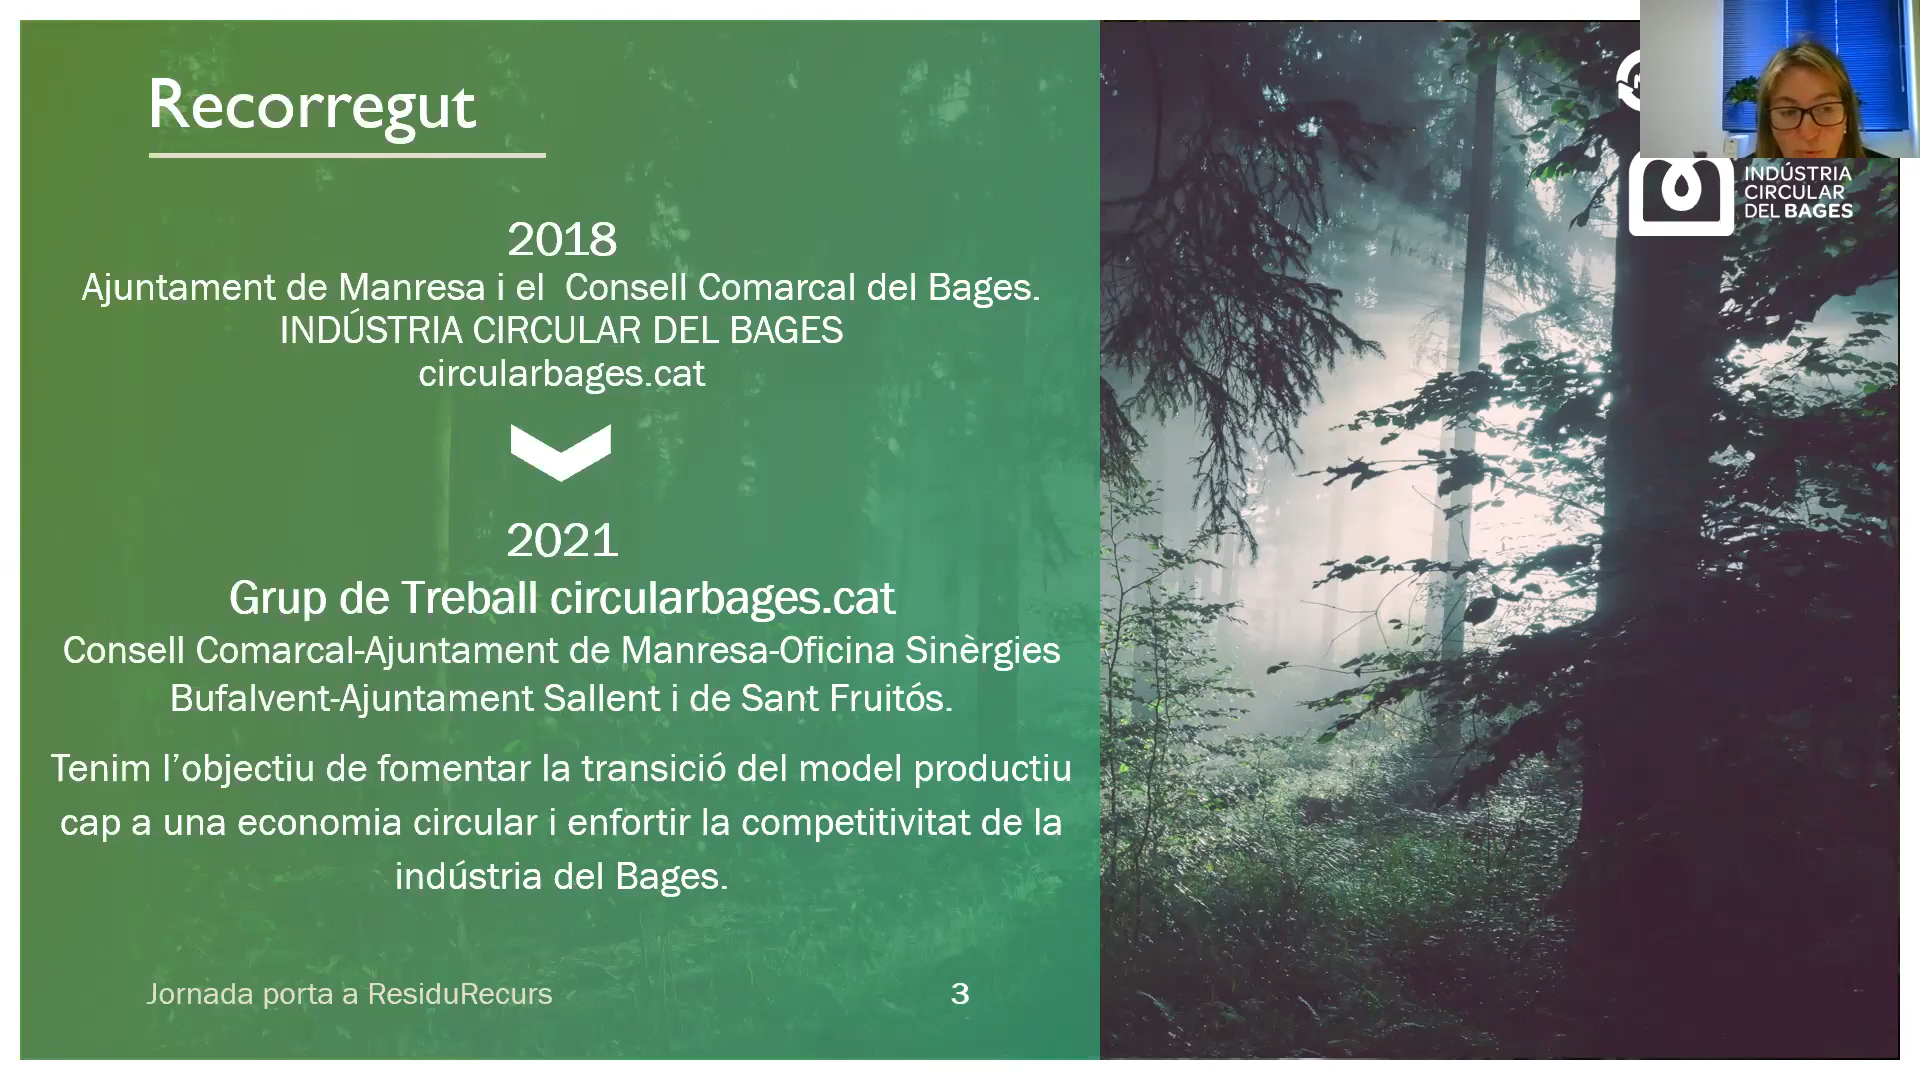 Recorregut
2018
Ajuntament de Manresa i el  Consell Comarcal del Bages.
INDÚSTRIA CIRCULAR DEL BAGES
circularbages.cat
2021
Grup de Treball circularbages.cat
Consell Comarcal-Ajuntament de Manresa-Oficina Sinèrgies
Bufalvent-Ajuntament Sallent i de Sant Fruitós.
Tenim l’objectiu de fomentar la transició del model productiu
cap a una economia circular i enfortir la competitivitat de la
indústria del Bages.
Jornada porta a ResiduRecurs
3
INDÚSTRIA
CIRCULAR
DEL BAGES